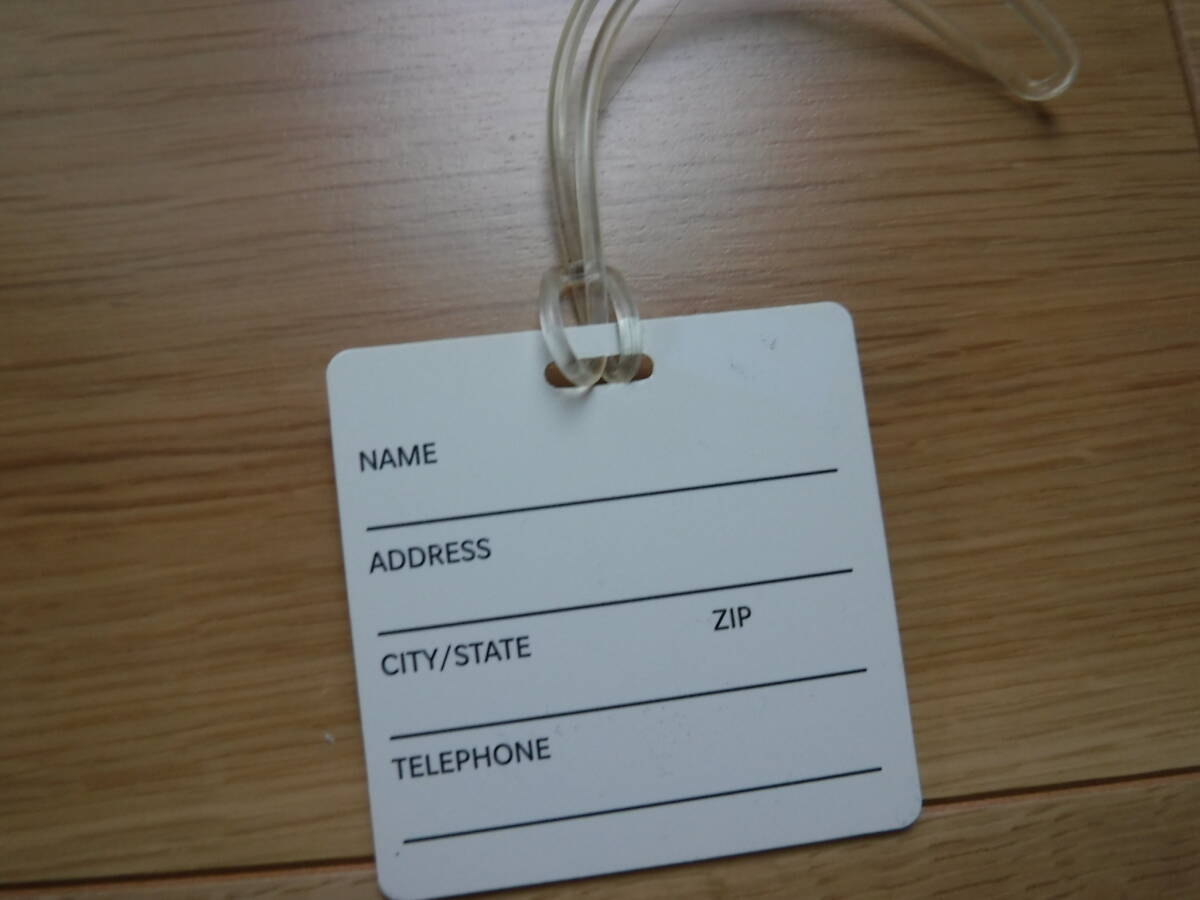 NAME
ADDRESS
CITY/STATE ZIP
TELEPHONE